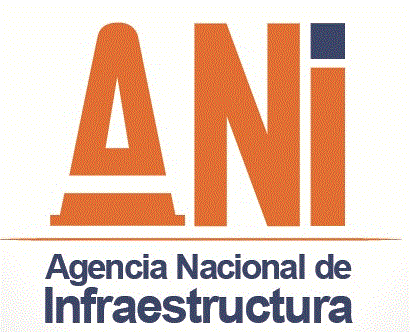 ANi
Agencia Nacional de
Infraestructura